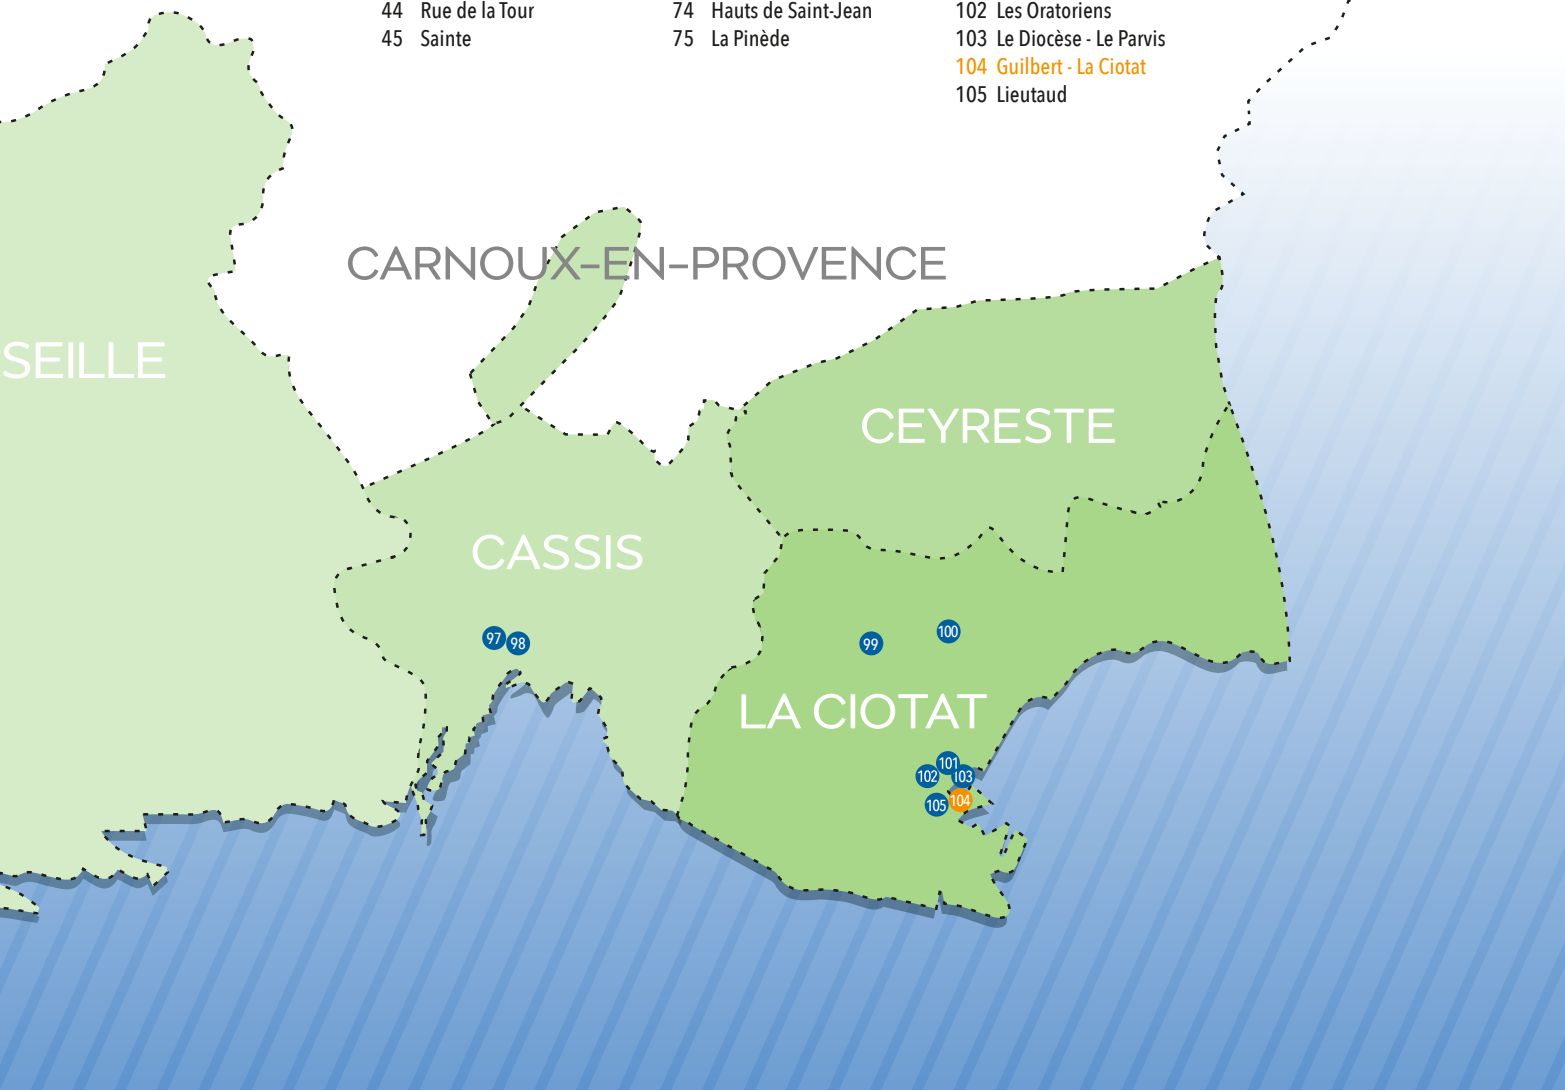 44 Rue de la Tour
45 Sainte
74 Hauts de Saint-Jean
75 La Pinède
102 Les Oratoriens
103 Le Diocèse - Le Parvis
104 Guilbert - La Ciotat
105 Lieutaud
CARNOUX-EN-PROVENCE
SEILLE
CEYRESTE
CASSIS
97
98
99
100
LA CIOTAT
101
102
103
105
104